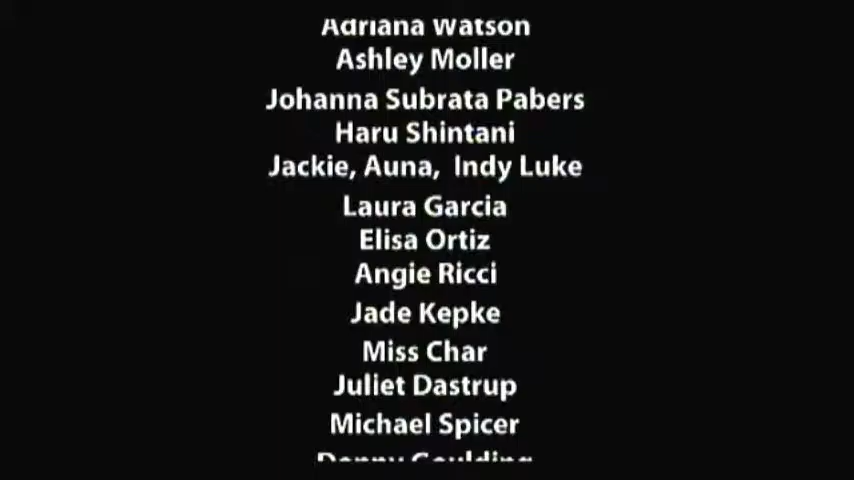 Adriana Watson
Ashley Moller
Johanna Subrata Pabers
Haru Shintani
Jackie, Auna, Indy Luke
Laura Garcia
Elisa Ortiz
Angie Ricci
Jade Kepke
Miss Char
Juliet Dastrup
Michael Spicer